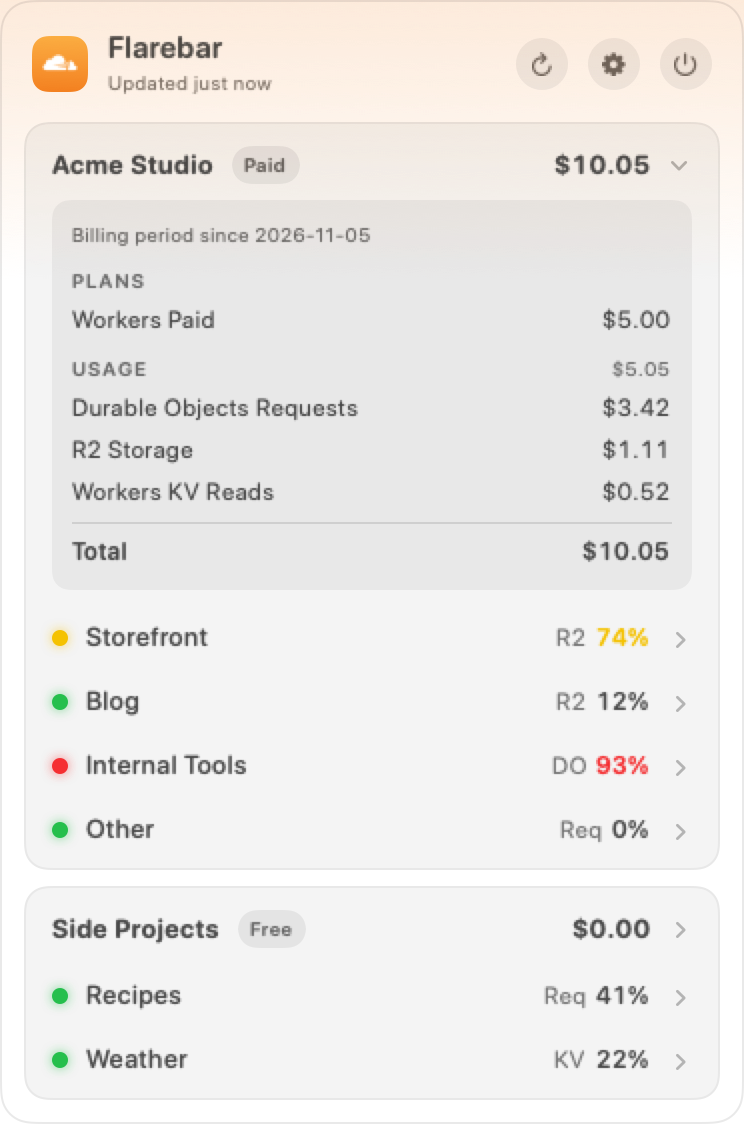 Flarebar
Updated just now
Acme Studio Paid $10.05
Billing period since 2026-11-05
PLANS
Workers Paid $5.00
USAGE $5.05
Durable Objects Requests $3.42
R2 Storage $1.11
Workers KV Reads $0.52
Total $10.05
Storefront R2 74%
Blog R2 12%
Internal Tools DO 93%
Other Req 0%
Side Projects Free $0.00
Recipes Req 41%
Weather KV 22%